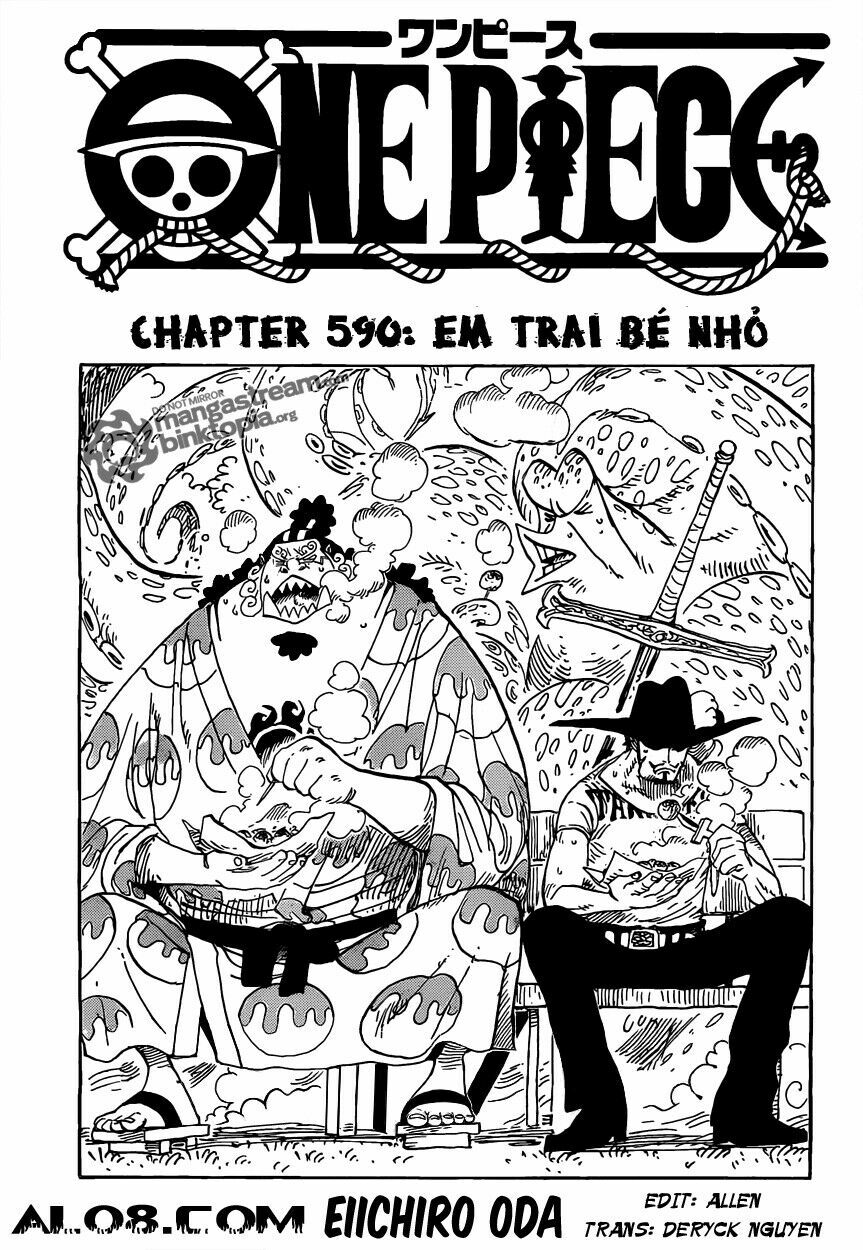 ワンピース
ONE PIECE
CHAPTER 590: EM TRAI BÉ NHỎ
DO NOT MIRROR
mangastream.com
binktopia.org
AL08.COM
EIICHIRO ODA
EDIT: ALLEN
TRANS: DERYCK NGUYEN